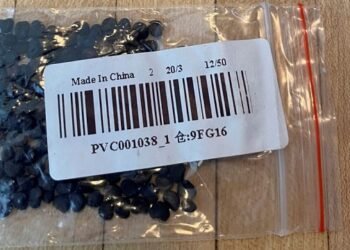 Made In China 2 20/3 12/50
PVC001038_1 仓:9FG16